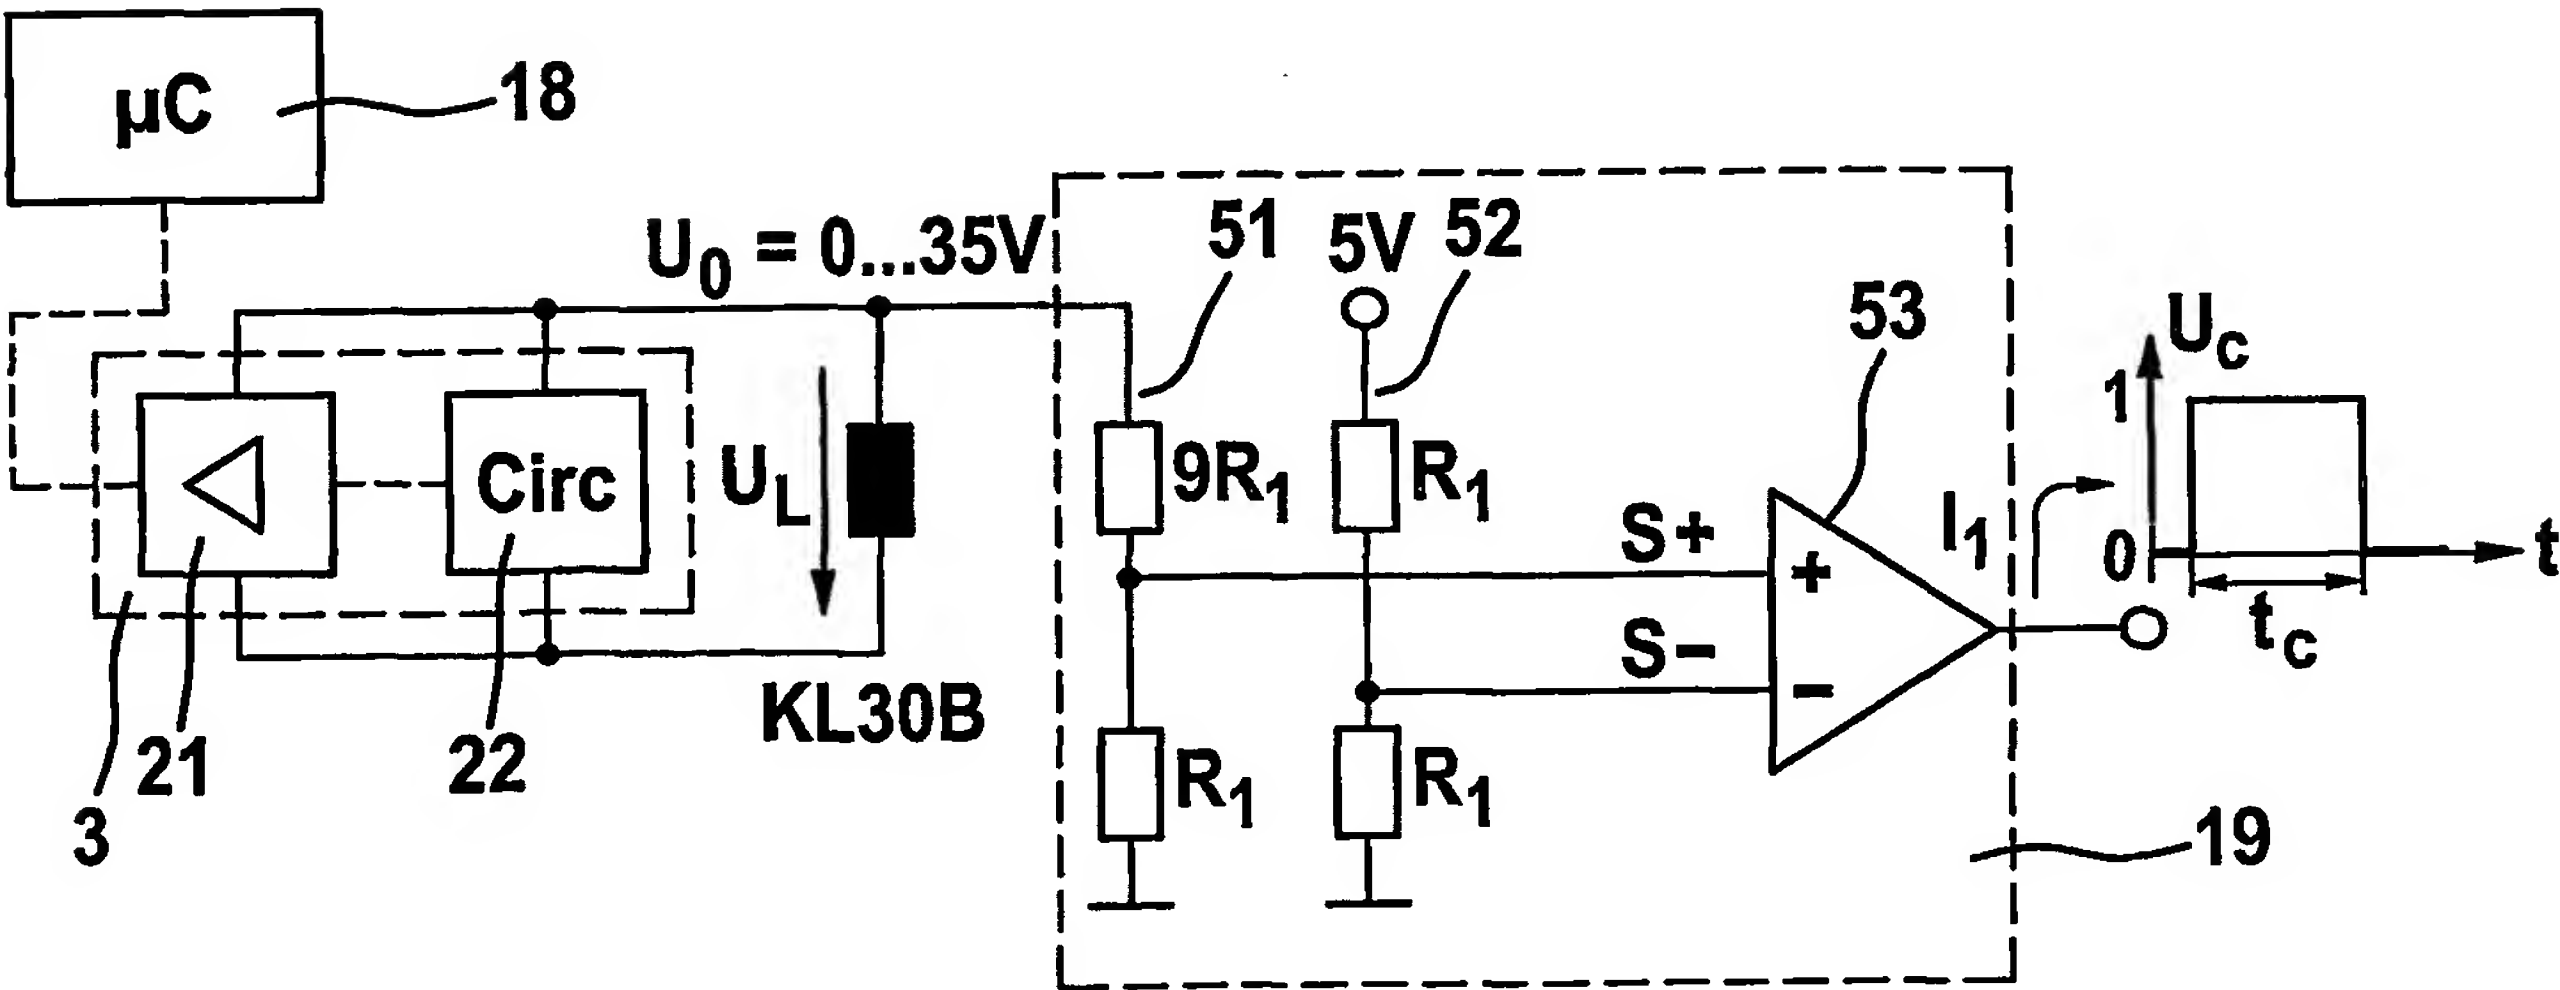 µC
18
U0 = 0...35V
51
5V
52
53
Uc
1
0
t
tc
I1
Circ
UL
9R1
R1
S+
+
S–
–
R1
R1
KL30B
21
22
3
19